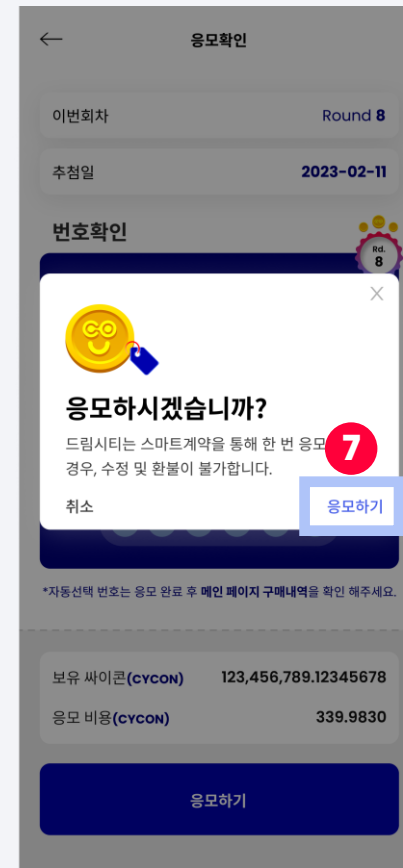 응모확인
이번회차 Round 8
추첨일 2023-02-11
번호확인
Rd.
8
X
응모하시겠습니까?
드림시티는 스마트계약을 통해 한 번 응모
7
경우, 수정 및 환불이 불가합니다.
취소 응모하기
*자동선택 번호는 응모 완료 후 메인 페이지 구매내역을 확인 해주세요.
보유 싸이콘(CYCON) 123,456,789.12345678
응모 비용(CYCON) 339.9830
응모하기